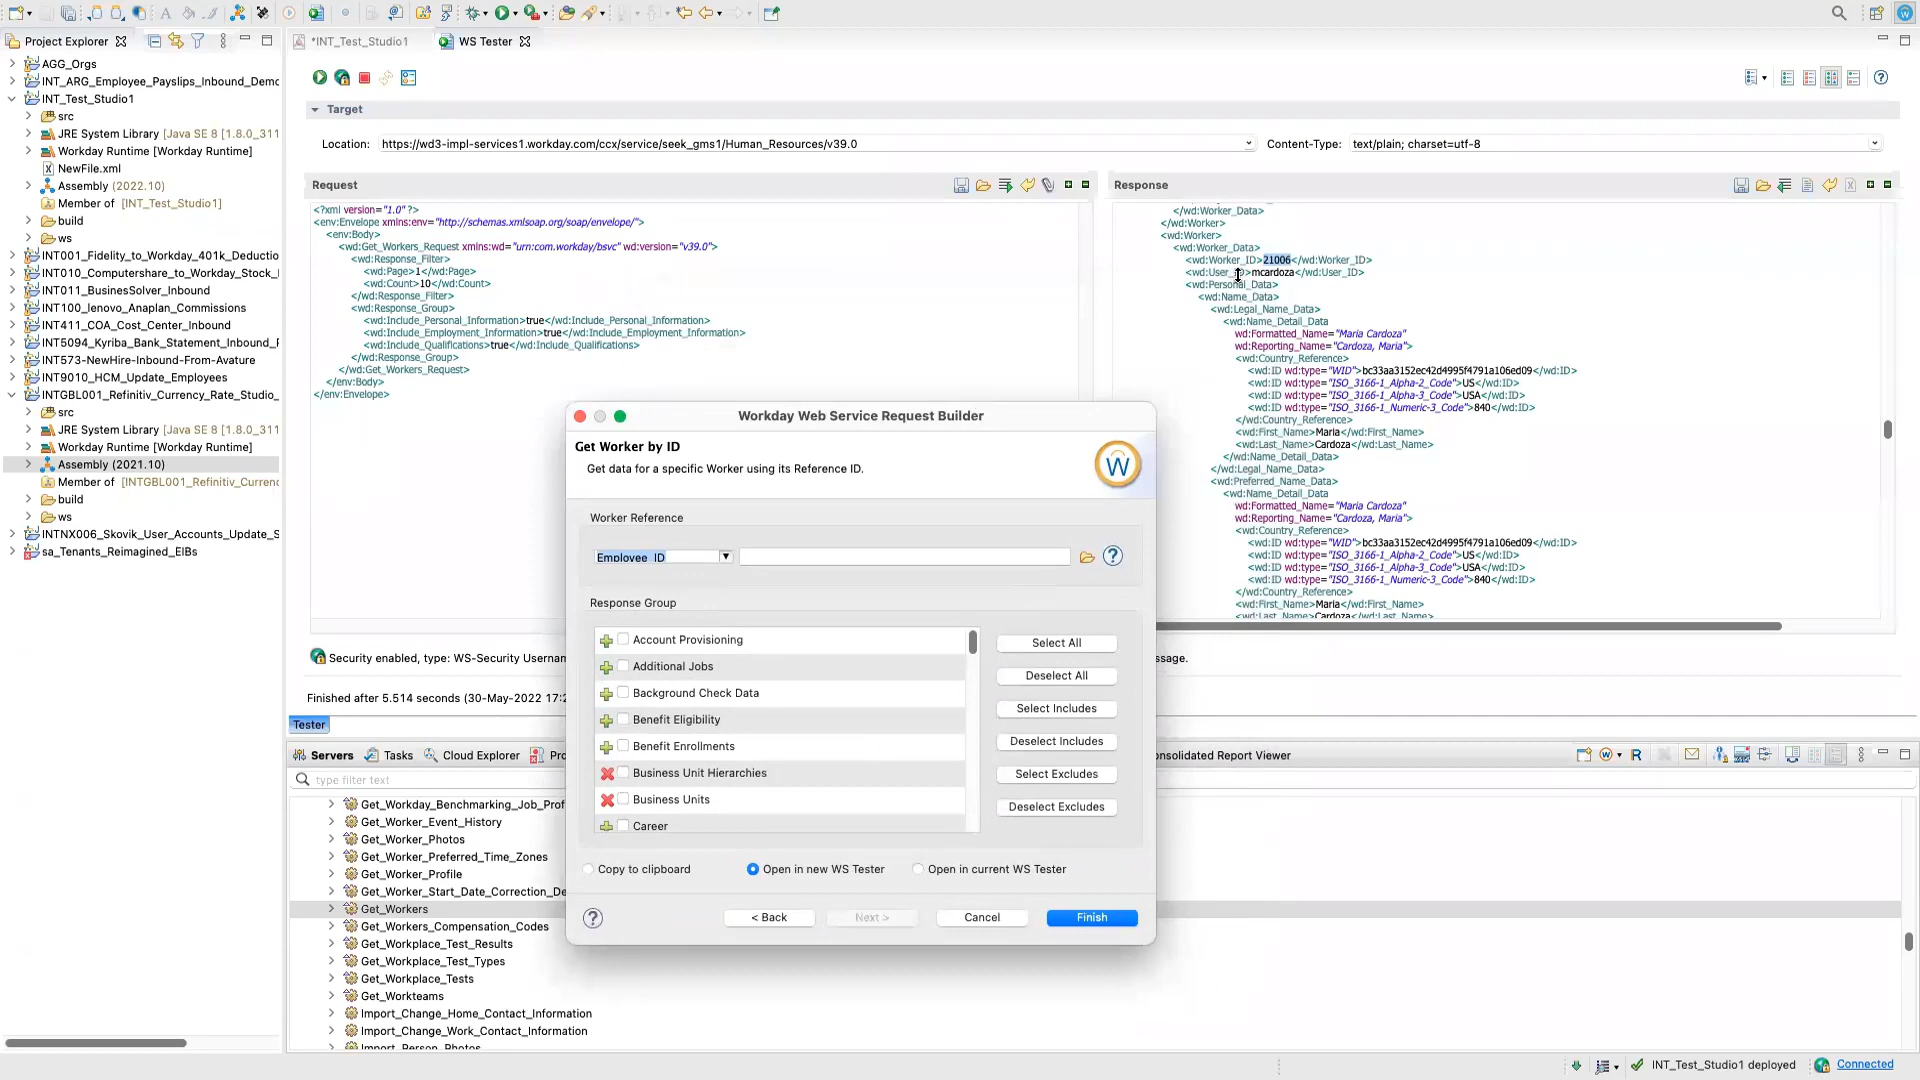 Project Explorer
*INT_Test_Studio1
WS Tester
AGG_Orgs
INT_ARG_Employee_Payslips_Inbound_Demo
INT_Test_Studio1
src
JRE System Library [Java SE 8 [1.8.0_311
Workday Runtime [Workday Runtime]
NewFile.xml
Assembly (2022.10)
Member of [INT_Test_Studio1]
build
ws
INT001_Fidelity_to_Workday_401k_Deductio
INT010_Computershare_to_Workday_Stock_
INT011_BusinesSolver_Inbound
INT100_lenovo_Anaplan_Commissions
INT411_COA_Cost_Center_Inbound
INT5094_Kyriba_Bank_Statement_Inbound_F
INT573-NewHire-Inbound-From-Avature
INT9010_HCM_Update_Employees
INTGBL001_Refinitiv_Currency_Rate_Studio_
src
JRE System Library [Java SE 8 [1.8.0_311
Workday Runtime [Workday Runtime]
Assembly (2021.10)
Member of [INTGBL001_Refinitiv_Currenc
build
ws
INTNX006_Skovik_User_Accounts_Update_S
sa_Tenants_Reimagined_EIBs
Target
Location: https://wd3-impl-services1.workday.com/ccx/service/seek_gms1/Human_Resources/v39.0
Content-Type: text/plain; charset=utf-8
Request
<?xml version="1.0" ?>
<env:Envelope xmlns:env="http://schemas.xmlsoap.org/soap/envelope/">
<env:Body>
<wd:Get_Workers_Request xmlns:wd="urn:com.workday/bsvc" wd:version="v39.0">
<wd:Response_Filter>
<wd:Page>1</wd:Page>
<wd:Count>10</wd:Count>
</wd:Response_Filter>
<wd:Response_Group>
<wd:Include_Personal_Information>true</wd:Include_Personal_Information>
<wd:Include_Employment_Information>true</wd:Include_Employment_Information>
<wd:Include_Qualifications>true</wd:Include_Qualifications>
</wd:Response_Group>
</wd:Get_Workers_Request>
</env:Body>
</env:Envelope>
Response
</wd:Worker_Data>
</wd:Worker>
<wd:Worker>
<wd:Worker_Data>
<wd:Worker_ID>21006</wd:Worker_ID>
<wd:User_ID>mcardoza</wd:User_ID>
<wd:Personal_Data>
<wd:Name_Data>
<wd:Legal_Name_Data>
<wd:Name_Detail_Data
wd:Formatted_Name="Maria Cardoza"
wd:Reporting_Name="Cardoza, Maria">
<wd:Country_Reference>
<wd:ID wd:type="WID">bc33aa3152ec42d4995f4791a106ed09</wd:ID>
<wd:ID wd:type="ISO_3166-1_Alpha-2_Code">US</wd:ID>
<wd:ID wd:type="ISO_3166-1_Alpha-3_Code">USA</wd:ID>
<wd:ID wd:type="ISO_3166-1_Numeric-3_Code">840</wd:ID>
</wd:Country_Reference>
<wd:First_Name>Maria</wd:First_Name>
<wd:Last_Name>Cardoza</wd:Last_Name>
</wd:Name_Detail_Data>
</wd:Legal_Name_Data>
<wd:Preferred_Name_Data>
<wd:Name_Detail_Data
wd:Formatted_Name="Maria Cardoza"
wd:Reporting_Name="Cardoza, Maria">
<wd:Country_Reference>
<wd:ID wd:type="WID">bc33aa3152ec42d4995f4791a106ed09</wd:ID>
<wd:ID wd:type="ISO_3166-1_Alpha-2_Code">US</wd:ID>
<wd:ID wd:type="ISO_3166-1_Alpha-3_Code">USA</wd:ID>
<wd:ID wd:type="ISO_3166-1_Numeric-3_Code">840</wd:ID>
</wd:Country_Reference>
<wd:First_Name>Maria</wd:First_Name>
<wd:Last_Name>Cardoza</wd:Last_Name>
Workday Web Service Request Builder
Get Worker by ID
Get data for a specific Worker using its Reference ID.
W
Worker Reference
Employee_ID
Response Group
Account Provisioning
Additional Jobs
Background Check Data
Benefit Eligibility
Benefit Enrollments
Business Unit Hierarchies
Business Units
Career
Select All
Deselect All
Select Includes
Deselect Includes
Select Excludes
Deselect Excludes
Copy to clipboard
Open in new WS Tester
Open in current WS Tester
< Back
Next >
Cancel
Finish
Security enabled, type: WS-Security Usernam
ssage.
Finished after 5.514 seconds (30-May-2022 17:2
Tester
Servers
Tasks
Cloud Explorer
Pro
onsolidated Report Viewer
type filter text
Get_Workday_Benchmarking_Job_Prof
Get_Worker_Event_History
Get_Worker_Photos
Get_Worker_Preferred_Time_Zones
Get_Worker_Profile
Get_Worker_Start_Date_Correction_De
Get_Workers
Get_Workers_Compensation_Codes
Get_Workplace_Test_Results
Get_Workplace_Test_Types
Get_Workplace_Tests
Get_Workteams
Import_Change_Home_Contact_Information
Import_Change_Work_Contact_Information
Import_Person_Photos
INT_Test_Studio1 deployed
Connected